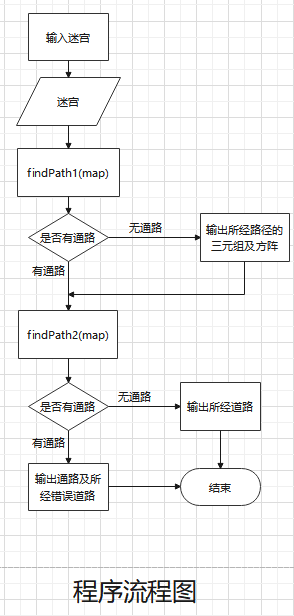 输入迷宫
迷宫
findPath1(map)
是否有通路
无通路
输出所经路径的
三元组及方阵
有通路
findPath2(map)
是否有通路
无通路
输出所经道路
有通路
输出通路及所
经错误道路
结束
程序流程图